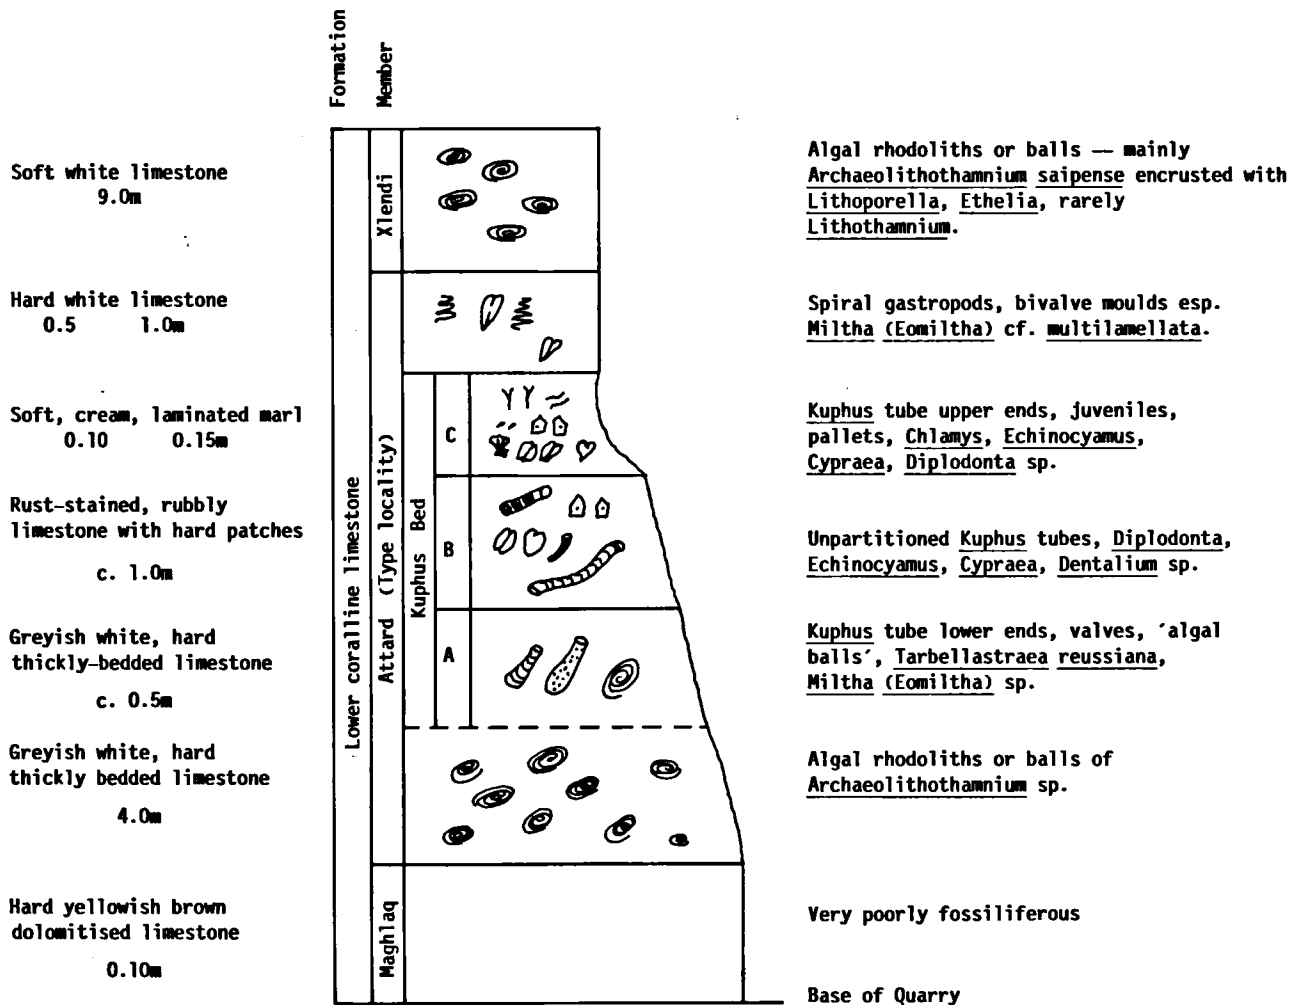 Formation
Member
Soft white limestone
9.0m
Xlendi
Algal rhodoliths or balls — mainly
Archaeolithothamnium saipense encrusted with
Lithoporella, Ethelia, rarely
Lithothamnium.
Hard white limestone
0.5 1.0m
Spiral gastropods, bivalve moulds esp.
Miltha (Eomiltha) cf. multilamellata.
Lower coralline limestone
Attard (Type locality)
Kuphus Bed
Soft, cream, laminated marl
0.10 0.15m
C
Kuphus tube upper ends, juveniles,
pallets, Chlamys, Echinocyamus,
Cypraea, Diplodonta sp.
Rust-stained, rubbly
limestone with hard patches
c. 1.0m
B
Unpartitioned Kuphus tubes, Diplodonta,
Echinocyamus, Cypraea, Dentalium sp.
Greyish white, hard
thickly-bedded limestone
c. 0.5m
A
Kuphus tube lower ends, valves, ´algal
balls´, Tarbellastraea reussiana,
Miltha (Eomiltha) sp.
Greyish white, hard
thickly bedded limestone
4.0m
Algal rhodoliths or balls of
Archaeolithothamnium sp.
Hard yellowish brown
dolomitised limestone
0.10m
Maghlaq
Very poorly fossiliferous
Base of Quarry